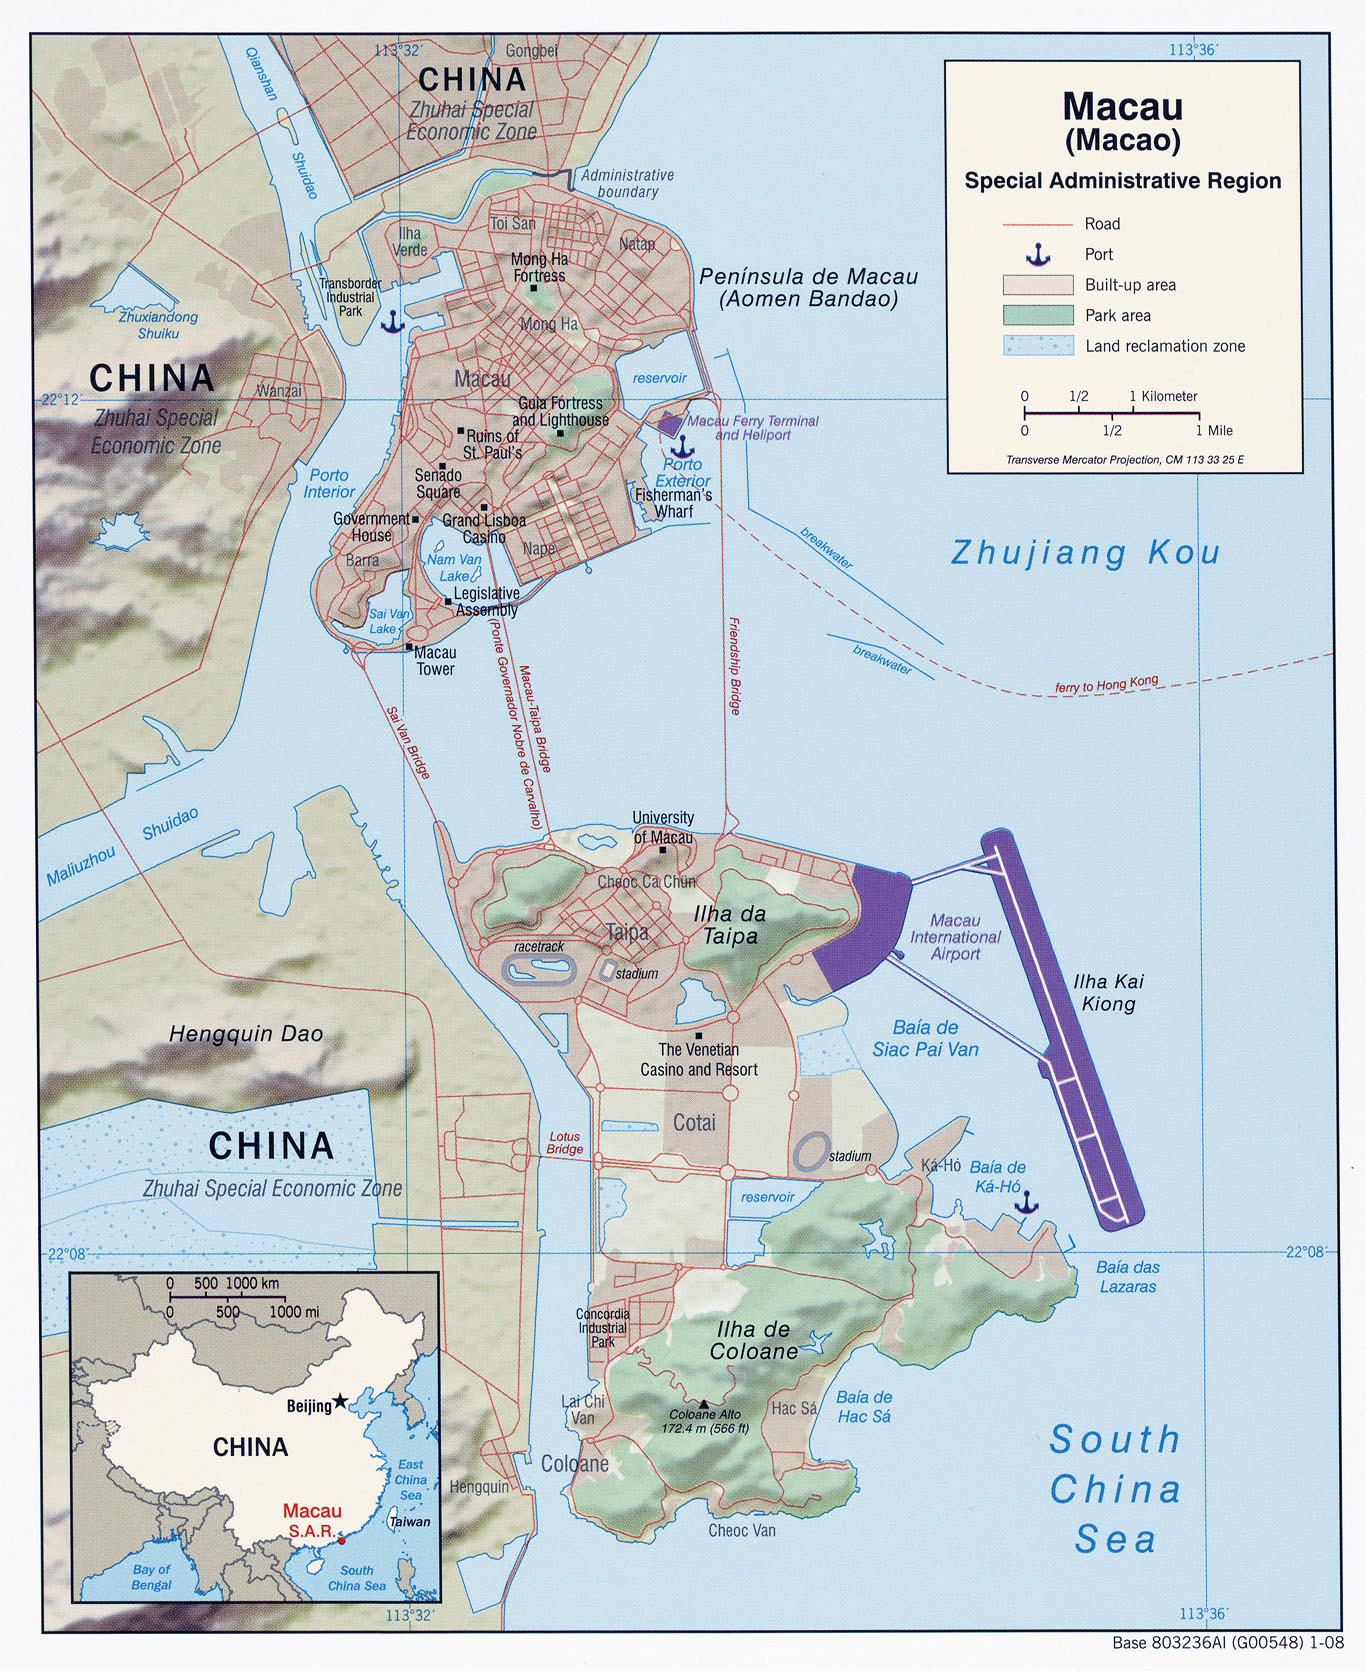 113°32′
113°36′
Gongbei
CHINA
Zhuhai Special
Economic Zone
Qianshan
Shuidao
Macau
(Macao)
Special Administrative Region
Road
Port
Built-up area
Park area
Land reclamation zone
0 1/2 1 Kilometer
0 1/2 1 Mile
Transverse Mercator Projection, CM 113 33 25 E
Administrative
boundary
Ilha
Verde
Toi San
Natap
Mong Ha
Fortress
Transborder
Industrial
Park
Península de Macau
(Aomen Bandao)
Zhuxiandong
Shuiku
Mong Ha
CHINA
Zhuhai Special
Economic Zone
Wanzai
22°12′
Macau
reservoir
Guia Fortress
and Lighthouse
Macau Ferry Terminal
and Heliport
Ruins of
St. Paul's
Porto
Exterior
Porto
Interior
Senado
Square
Fisherman's
Wharf
Government
House
Grand Lisboa
Casino
Nape
Barra
Nam Van
Lake
Legislative
Assembly
Sai Van
Lake
Macau
Tower
breakwater
breakwater
Zhujiang Kou
ferry to Hong Kong
Friendship Bridge
Macau-Taipa Bridge
(Ponte Governador Nobre de Carvalho)
Sai Van Bridge
Maliuzhou Shuidao
University
of Macau
Cheoc Ca Chun
Ilha da
Taipa
Taipa
racetrack
stadium
Macau
International
Airport
Ilha Kai
Kiong
Baía de
Siac Pai Van
Hengquin Dao
The Venetian
Casino and Resort
Cotai
CHINA
Zhuhai Special Economic Zone
Lotus
Bridge
stadium
Ká-Hó
Baía de
Ká-Hó
reservoir
22°08′
22°08′
Baía das
Lazaras
Concordia
Industrial
Park
Ilha de
Coloane
Lai Chi
Van
Coloane Alto
172.4 m (566 ft)
Hac Sá
Baía de
Hac Sá
Coloane
Hengquin
Cheoc Van
South
China
Sea
0 500 1000 km
0 500 1000 mi
Beijing
CHINA
East
China
Sea
Macau
S.A.R.
Taiwan
Bay of
Bengal
South
China Sea
113°32′
113°36′
Base 803236AI (G00548) 1-08